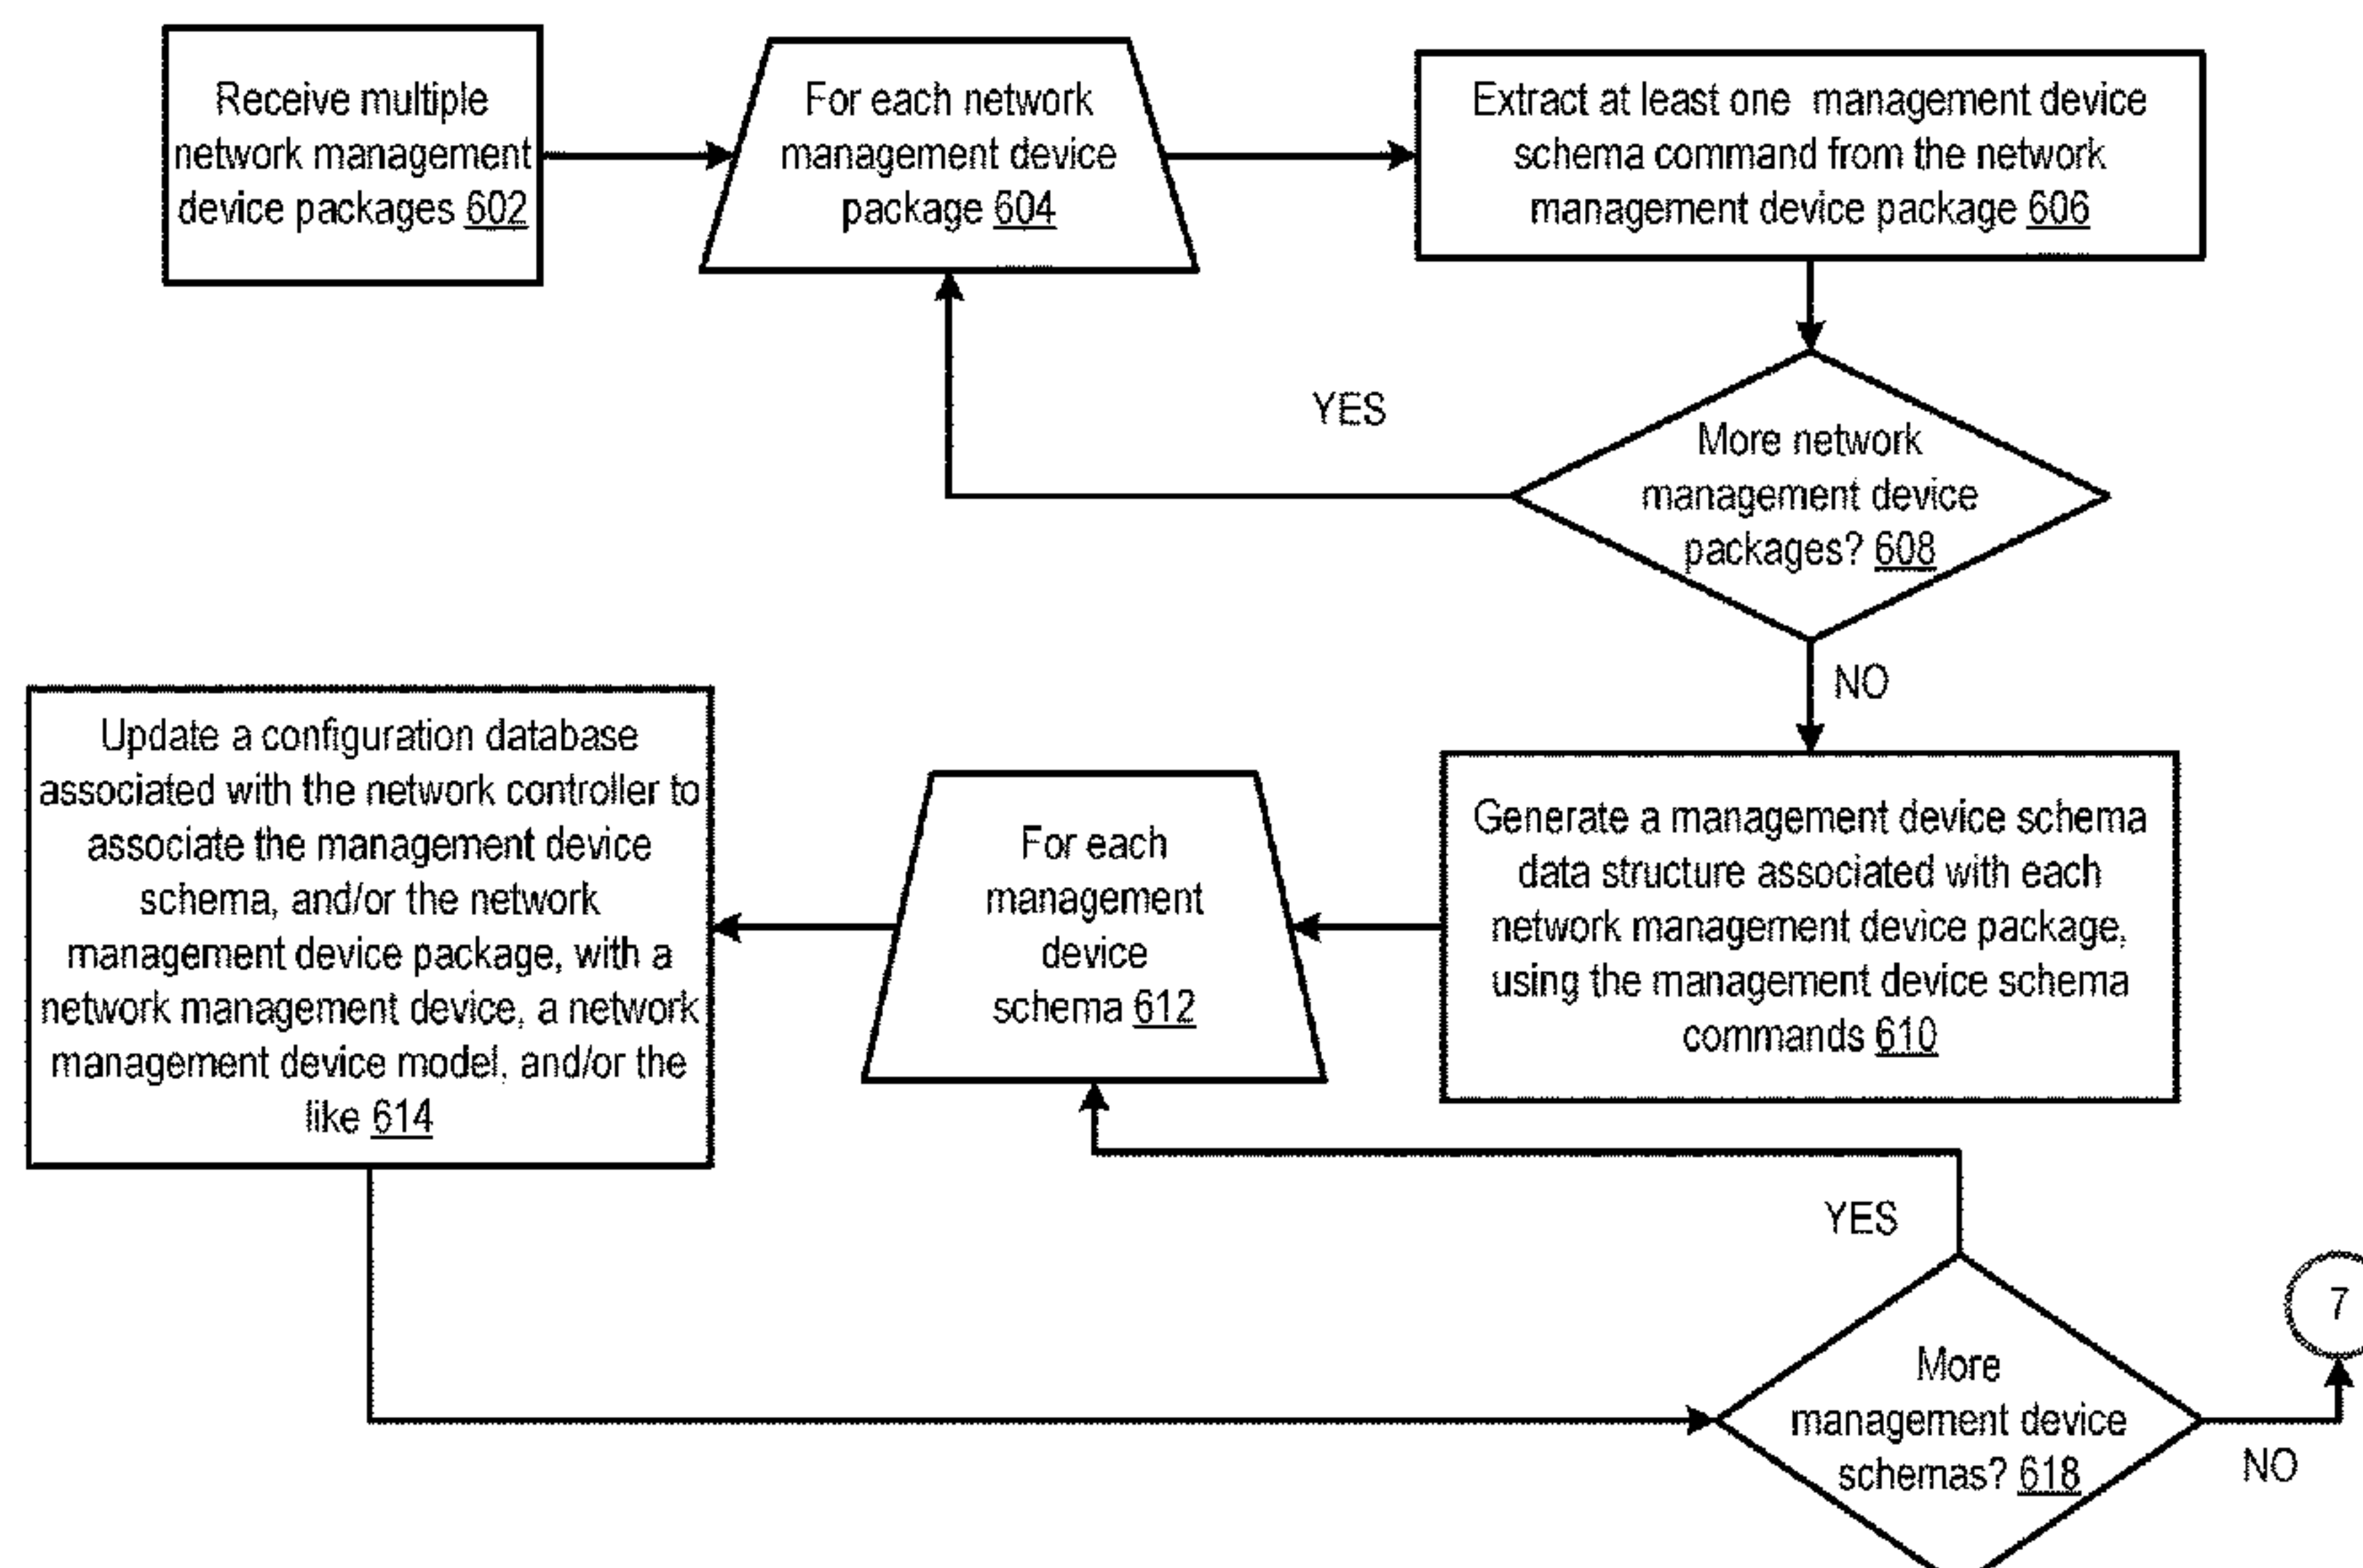 Receive multiple
network management
device packages 602
For each network
management device
package 604
Extract at least one management device
schema command from the network
management device package 606
YES
More network
management device
packages? 608
NO
Generate a management device schema
data structure associated with each
network management device package,
using the management device schema
commands 610
For each
management
device
schema 612
Update a configuration database
associated with the network controller to
associate the management device
schema, and/or the network
management device package, with a
network management device, a network
management device model, and/or the
like 614
YES
More
management device
schemas? 618
NO
7